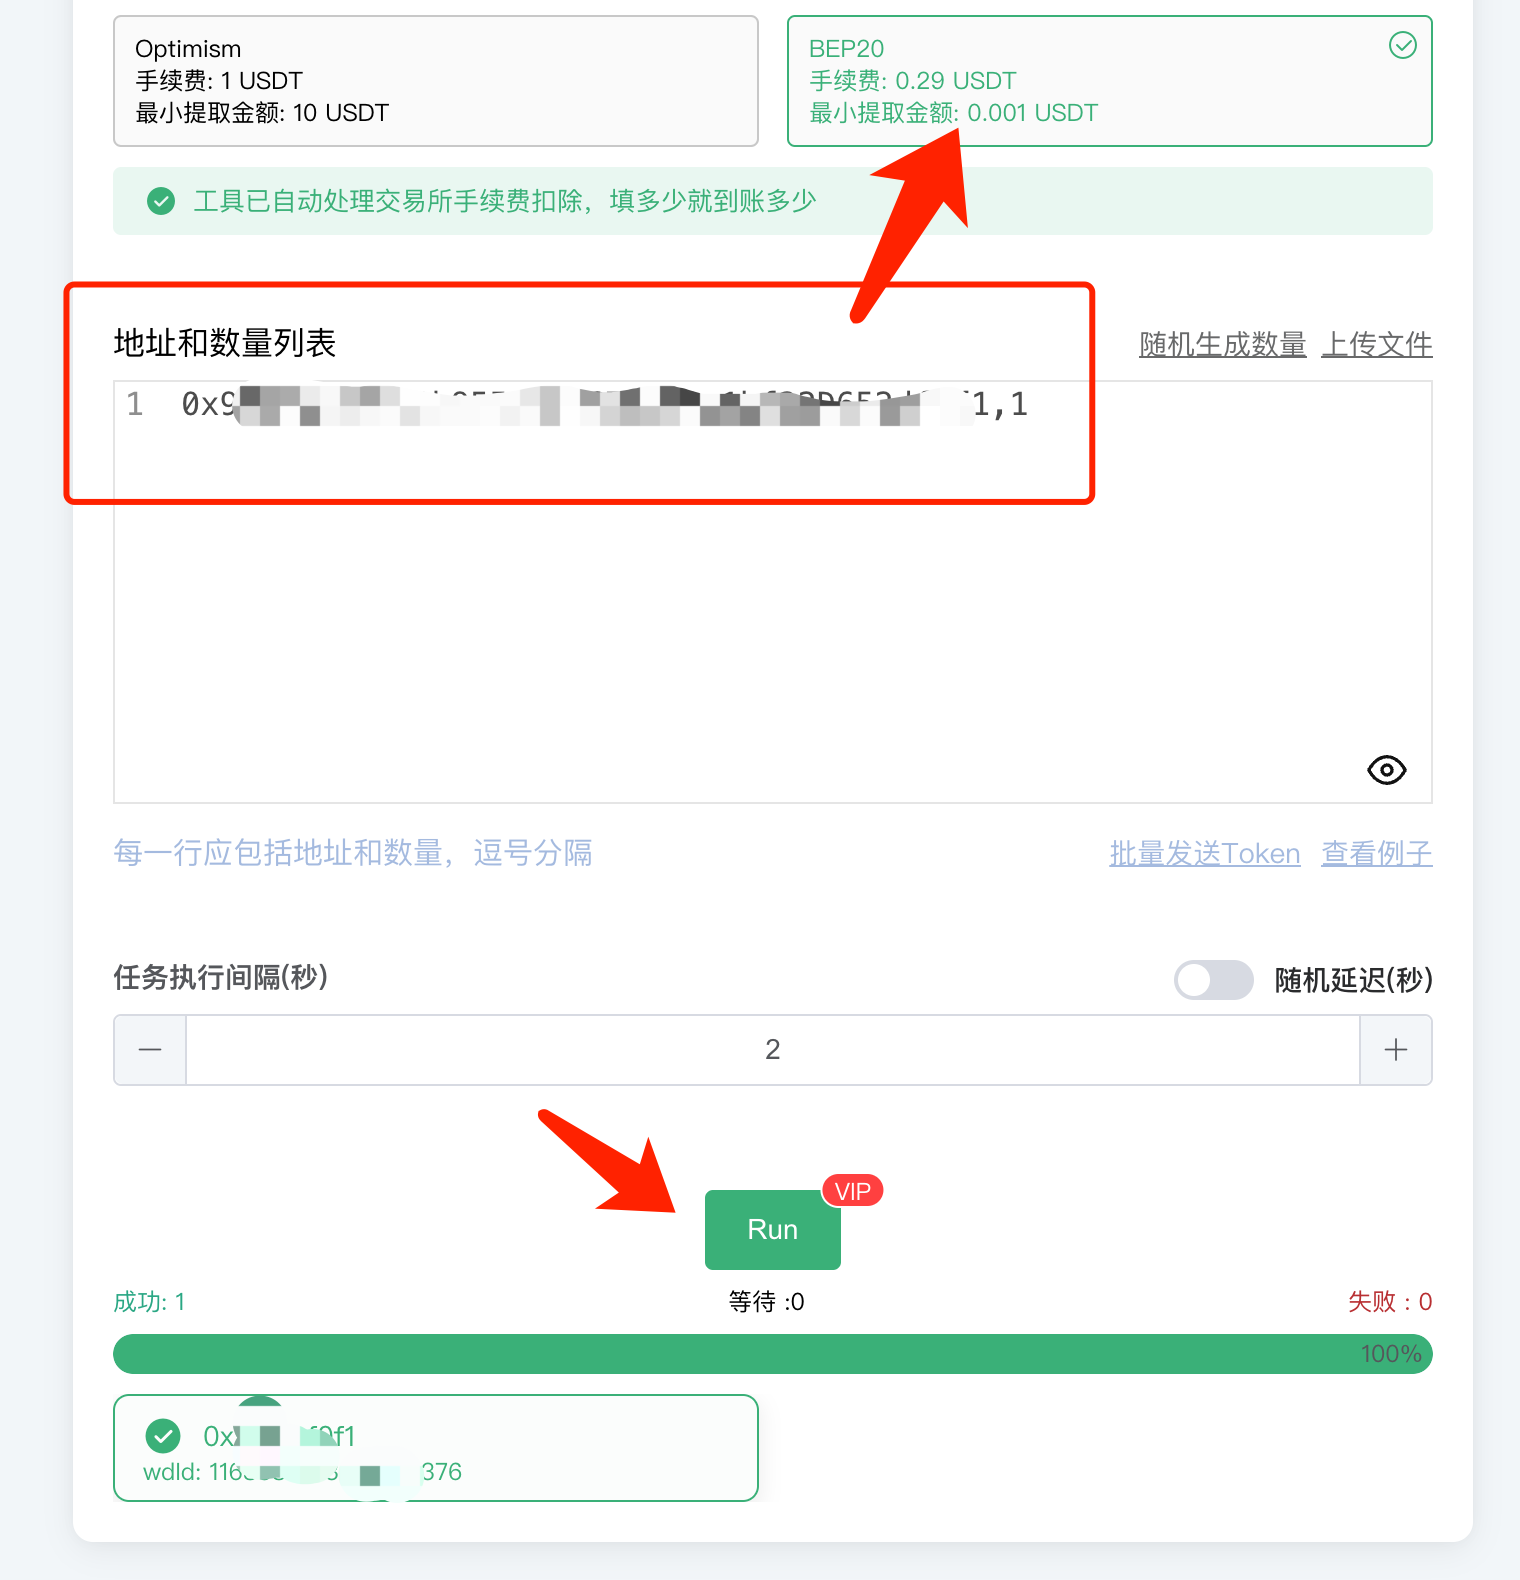 Optimism
手续费: 1 USDT
最小提取金额: 10 USDT
BEP20
手续费: 0.29 USDT
最小提取金额: 0.001 USDT
工具已自动处理交易所手续费扣除，填多少就到账多少
地址和数量列表
随机生成数量 上传文件
1 0x9 1,1
每一行应包括地址和数量，逗号分隔
批量发送Token 查看例子
任务执行间隔(秒)
随机延迟(秒)
2
Run
VIP
成功: 1
等待 :0
失败 : 0
100%
0x f1
wdId: 116 376